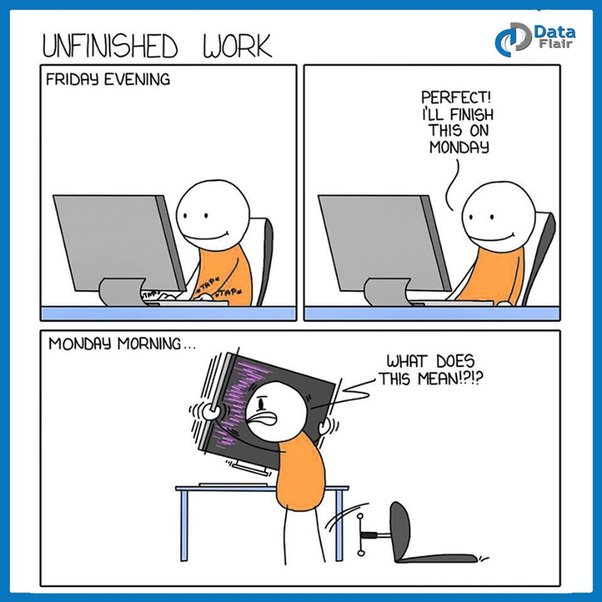 UNFINISHED WORK
Data
Flair
FRIDAY EVENING
*TAP*
*TAP*
*TAP*
PERFECT!
I'LL FINISH
THIS ON
MONDAY
MONDAY MORNING...
WHAT DOES
THIS MEAN!?!?